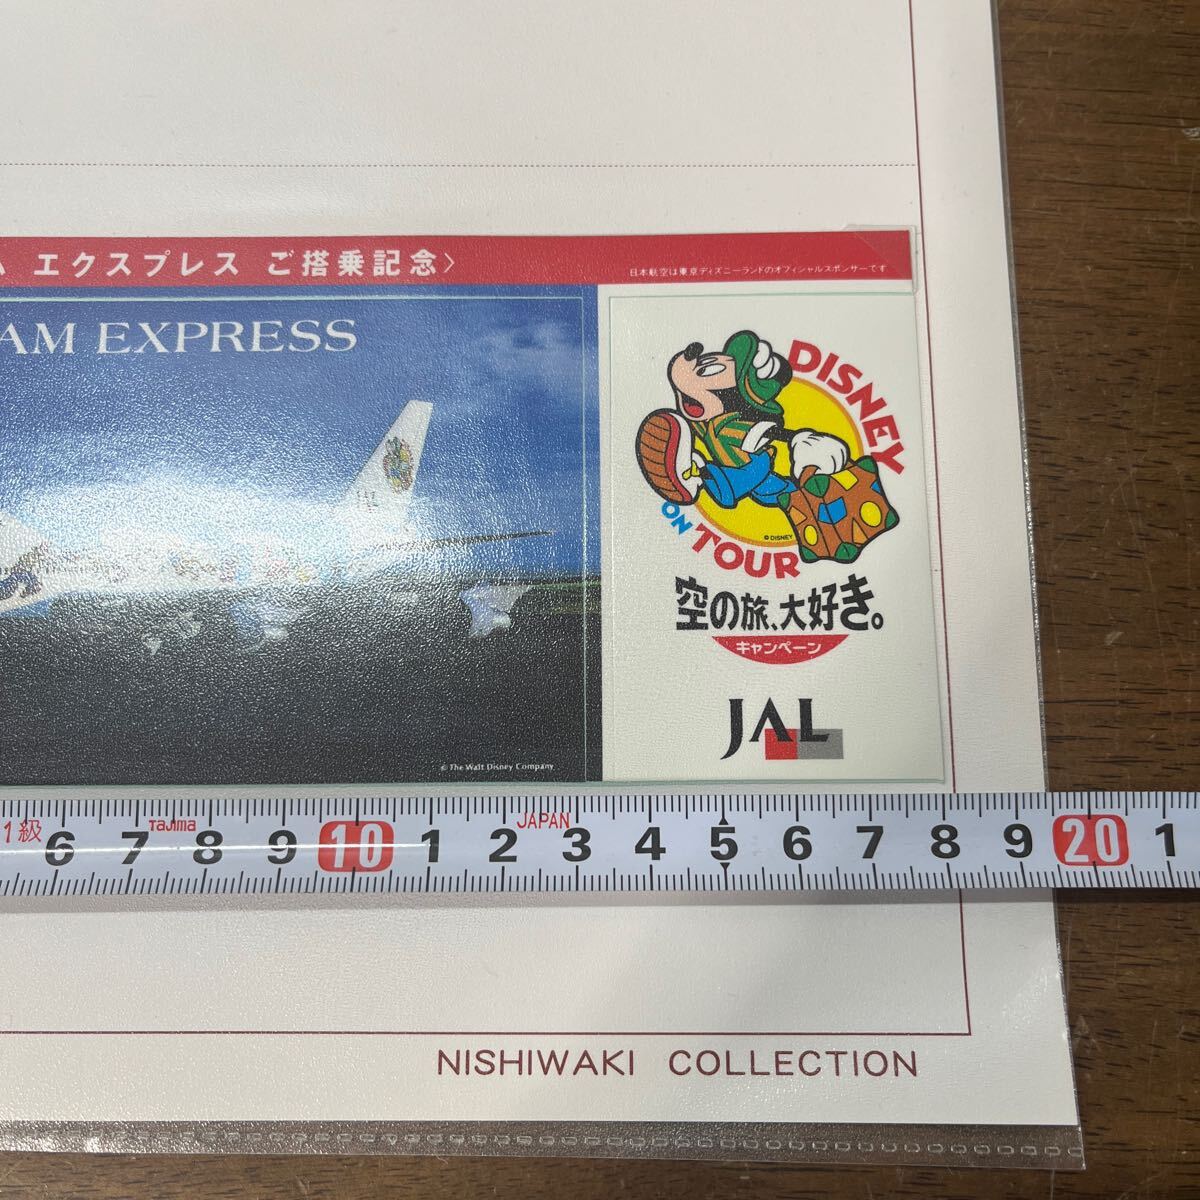 ム エクスプレス ご搭乗記念〉
日本航空は東京ディズニーランドのオフィシャルスポンサーです
AM EXPRESS
DISNEY
ON
TOUR
© DISNEY
空の旅、大好き。
キャンペーン
JAL
© The Walt Disney Company
1級 Tajima JAPAN
6 7 8 9 10 1 2 3 4 5 6 7 8 9 20 1
NISHIWAKI COLLECTION